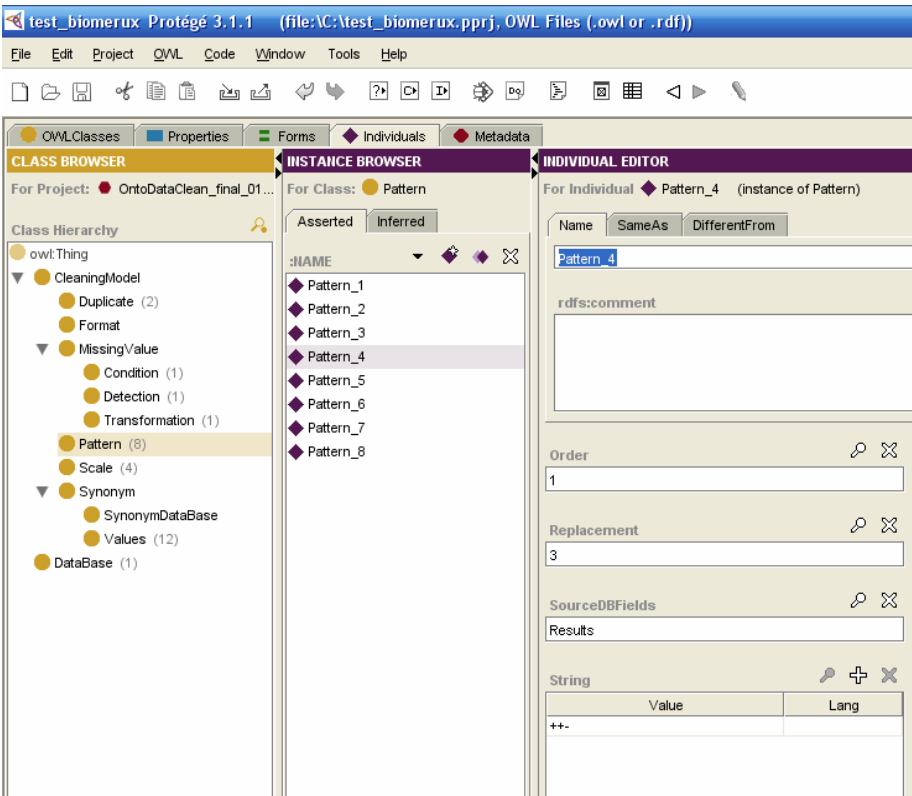 test_biomerux Protégé 3.1.1 (file:\C:\test_biomerux.pprj, OWL Files (.owl or .rdf))
File Edit Project OWL Code Window Tools Help
OWLClasses Properties Forms Individuals Metadata
CLASS BROWSER
For Project: OntoDataClean_final_01...
Class Hierarchy
owl:Thing
CleaningModel
Duplicate (2)
Format
MissingValue
Condition (1)
Detection (1)
Transformation (1)
Pattern (8)
Scale (4)
Synonym
SynonymDataBase
Values (12)
DataBase (1)
INSTANCE BROWSER
For Class: Pattern
Asserted Inferred
:NAME
Pattern_1
Pattern_2
Pattern_3
Pattern_4
Pattern_5
Pattern_6
Pattern_7
Pattern_8
INDIVIDUAL EDITOR
For Individual Pattern_4 (instance of Pattern)
Name SameAs DifferentFrom
Pattern_4
rdfs:comment
Order
1
Replacement
3
SourceDBFields
Results
String
Value Lang
++-